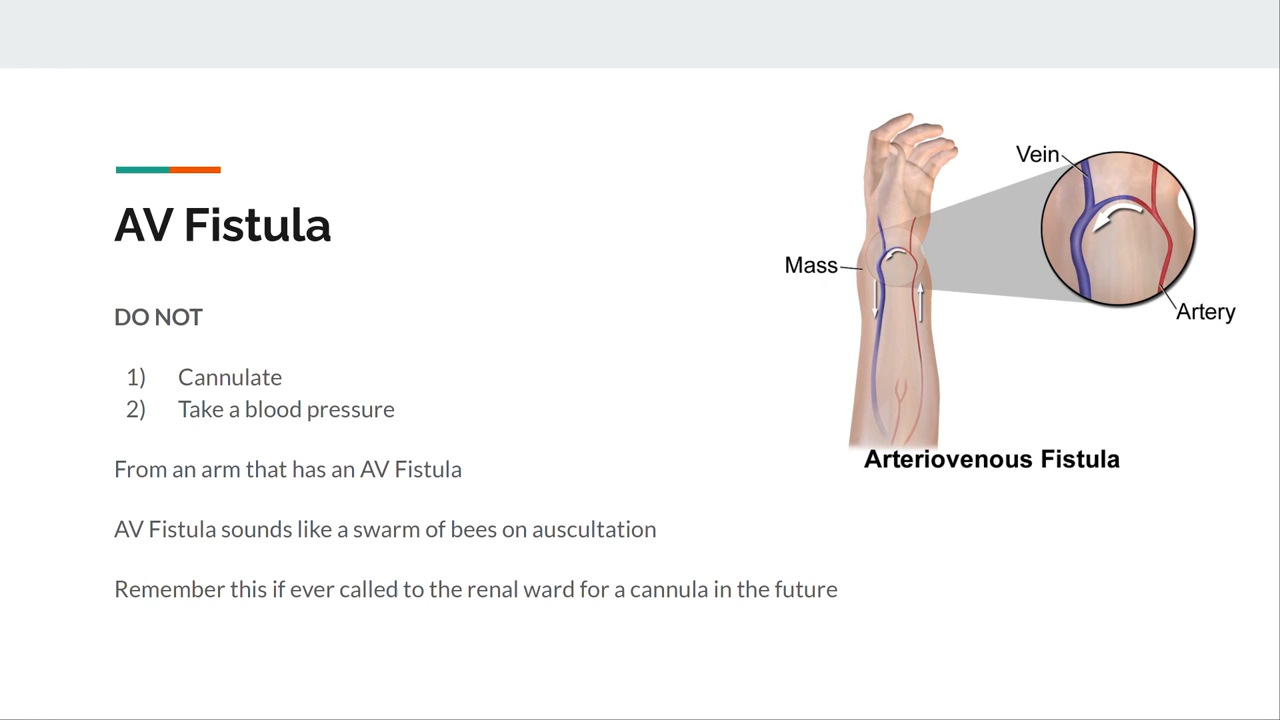 AV Fistula
DO NOT
1) Cannulate
2) Take a blood pressure
From an arm that has an AV Fistula
AV Fistula sounds like a swarm of bees on auscultation
Remember this if ever called to the renal ward for a cannula in the future
Vein
Mass
Artery
Arteriovenous Fistula